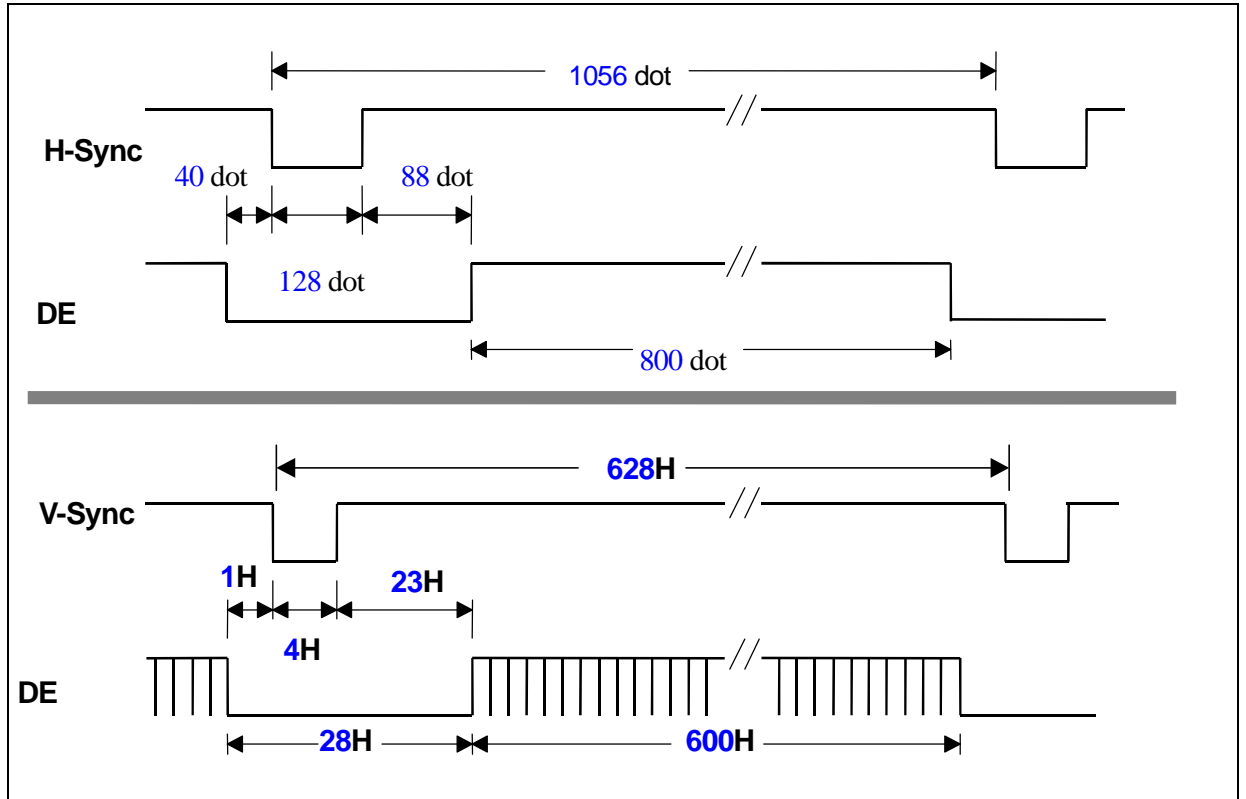 1056 dot
H-Sync
40 dot
88 dot
128 dot
DE
800 dot
628H
V-Sync
1H
23H
4H
DE
28H
600H